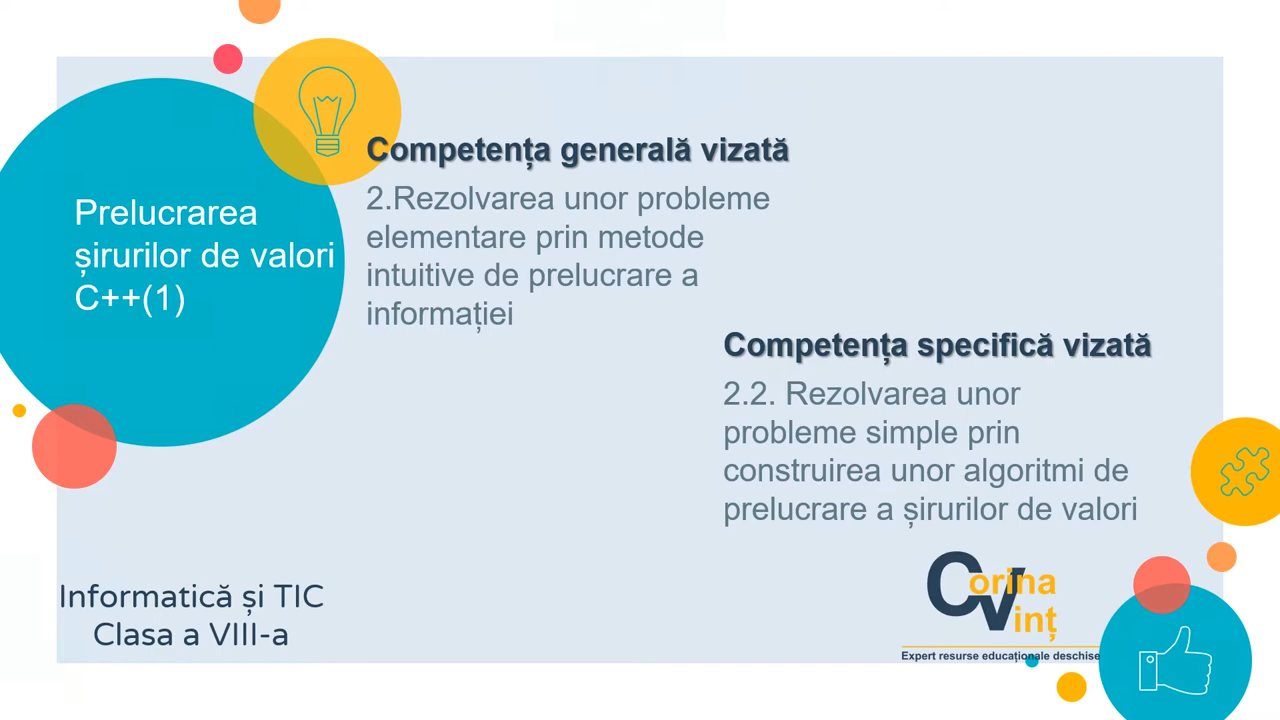 Prelucrarea
șirurilor de valori
C++(1)
Competența generală vizată
2.Rezolvarea unor probleme
elementare prin metode
intuitive de prelucrare a
informației
Competența specifică vizată
2.2. Rezolvarea unor
probleme simple prin
construirea unor algoritmi de
prelucrare a șirurilor de valori
Informatică și TIC
Clasa a VIII-a
Corina
Vinț
Expert resurse educaționale deschise